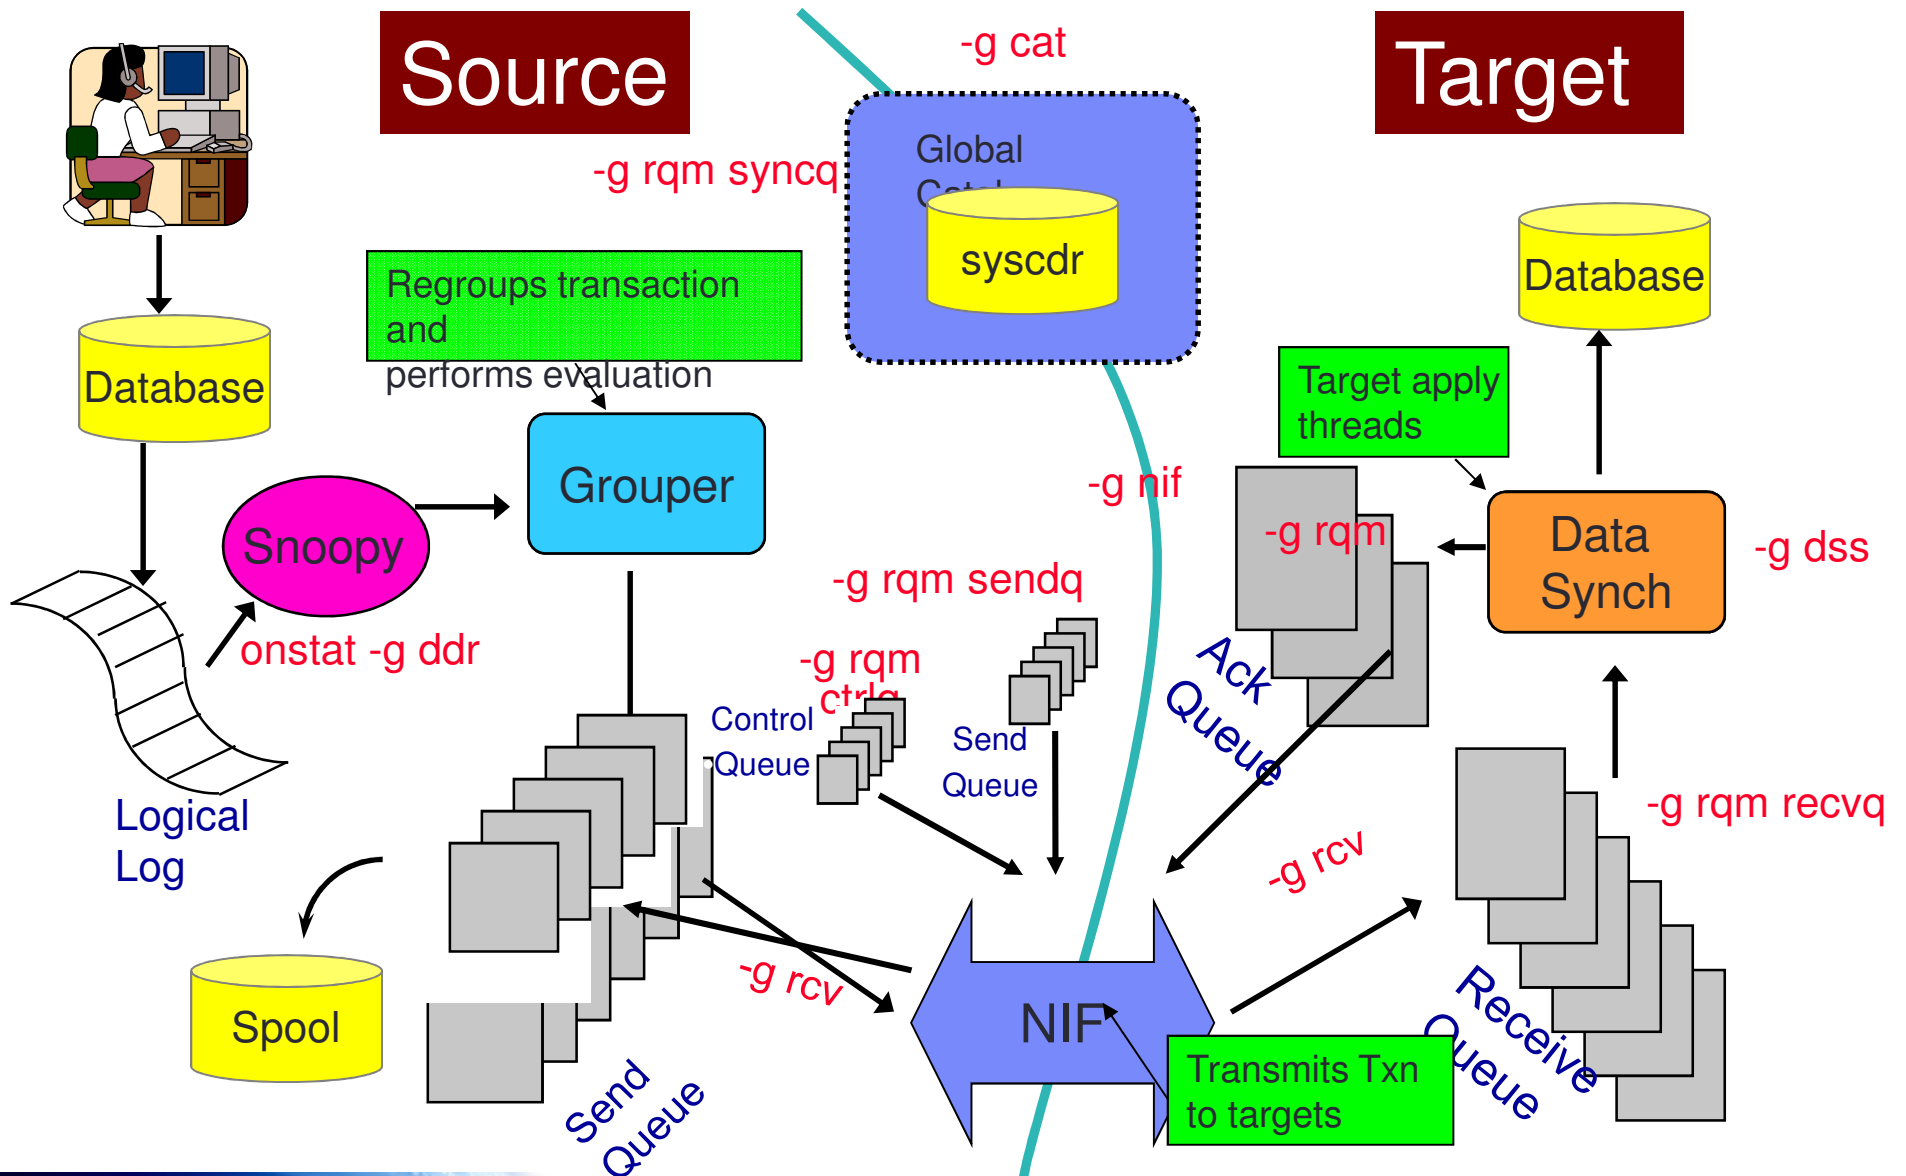 Source
-g cat
Target
Global
-g rqm syncq
syscdr
Regroups transaction
and
performs evaluation
Database
Database
Target apply
threads
Grouper
-g nif
-g rqm
Data
Synch
-g dss
Snoopy
onstat -g ddr
-g rqm sendq
-g rqm
ctrlq
Control
Queue
Send
Queue
Ack
Queue
-g rqm recvq
Logical
Log
-g rcv
-g rcv
Spool
NIF
Receive
Queue
Transmits Txn
to targets
Send
Queue